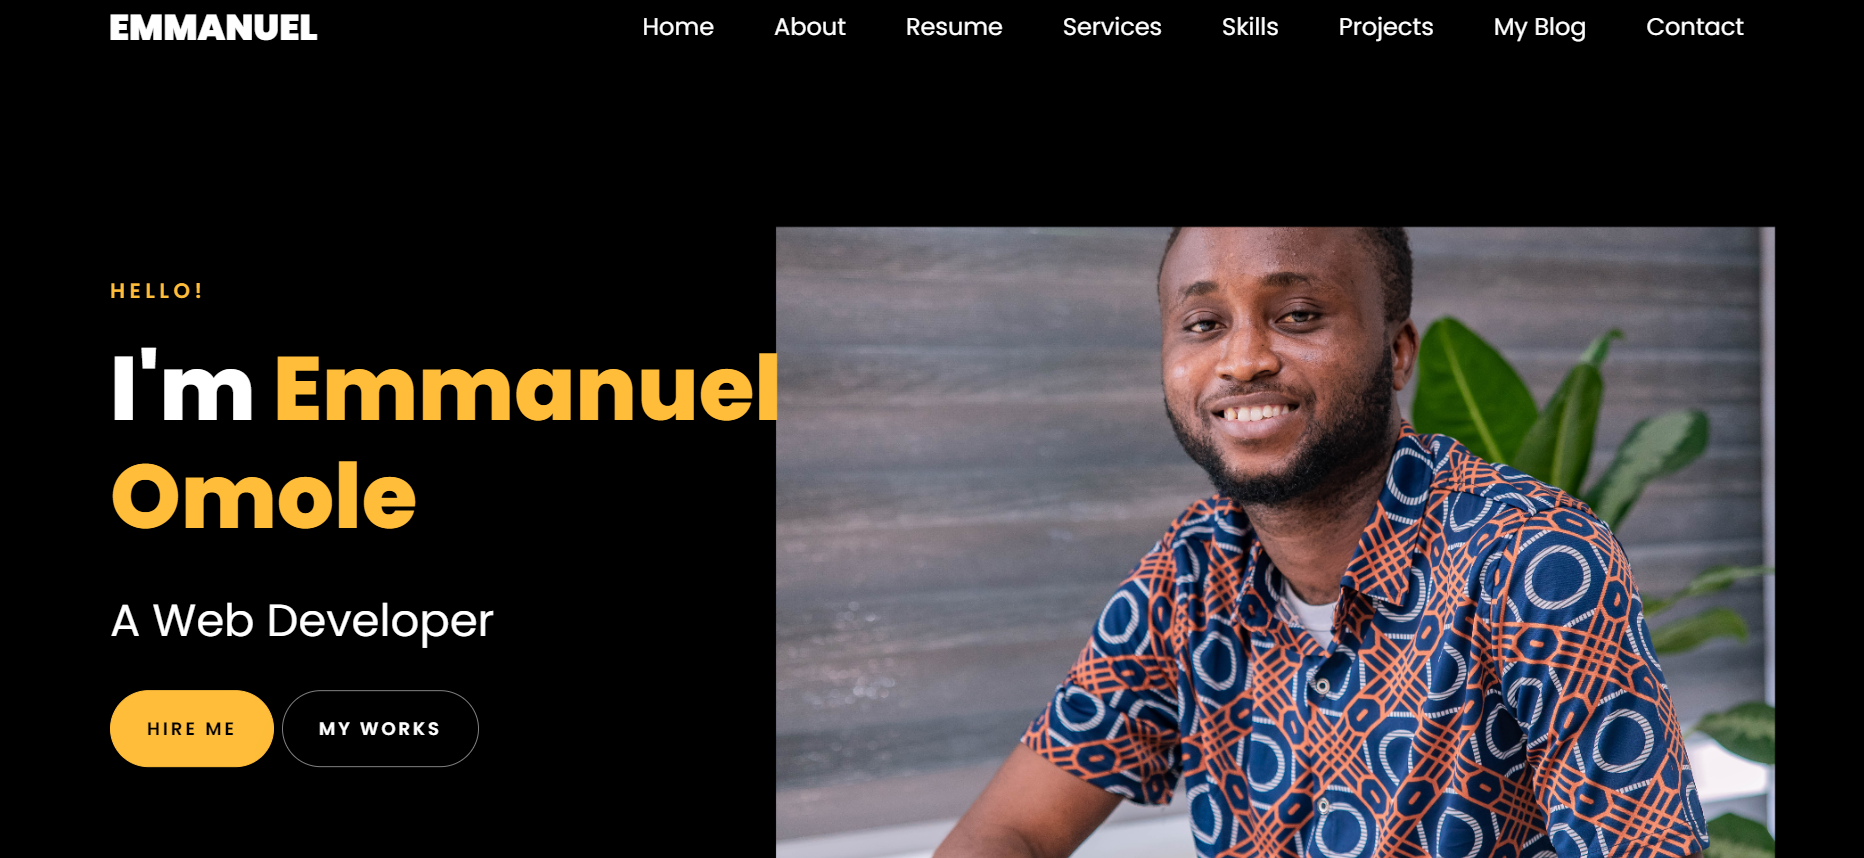 EMMANUEL
Home About Resume Services Skills Projects My Blog Contact
HELLO!
I'm Emmanuel
Omole
A Web Developer
HIRE ME MY WORKS